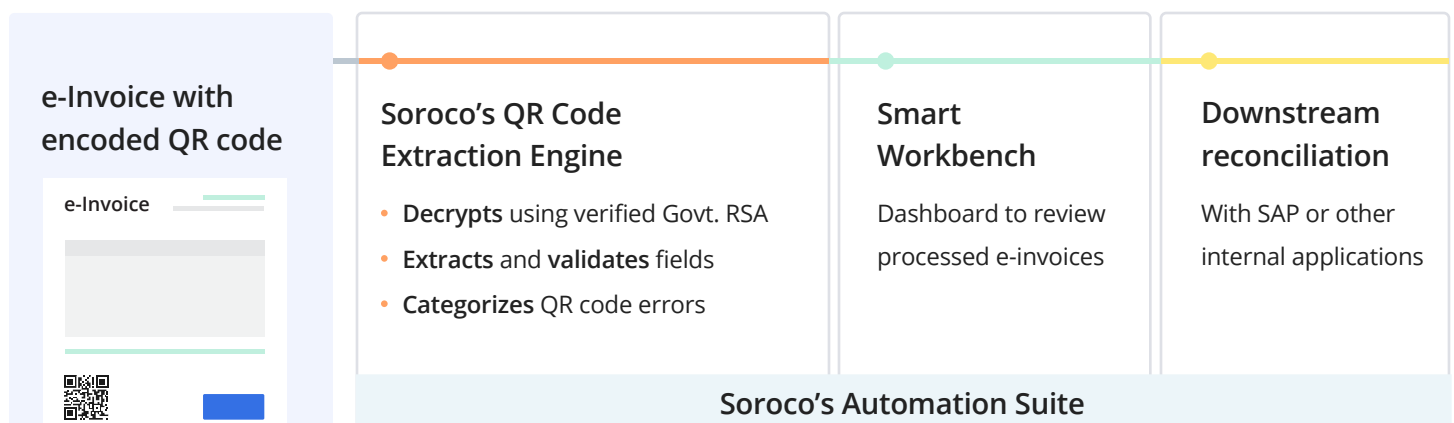 e-Invoice with
encoded QR code
e-Invoice
Soroco’s QR Code
Extraction Engine
• Decrypts using verified Govt. RSA
• Extracts and validates fields
• Categorizes QR code errors
Smart
Workbench
Dashboard to review
processed e-invoices
Downstream
reconciliation
With SAP or other
internal applications
Soroco’s Automation Suite